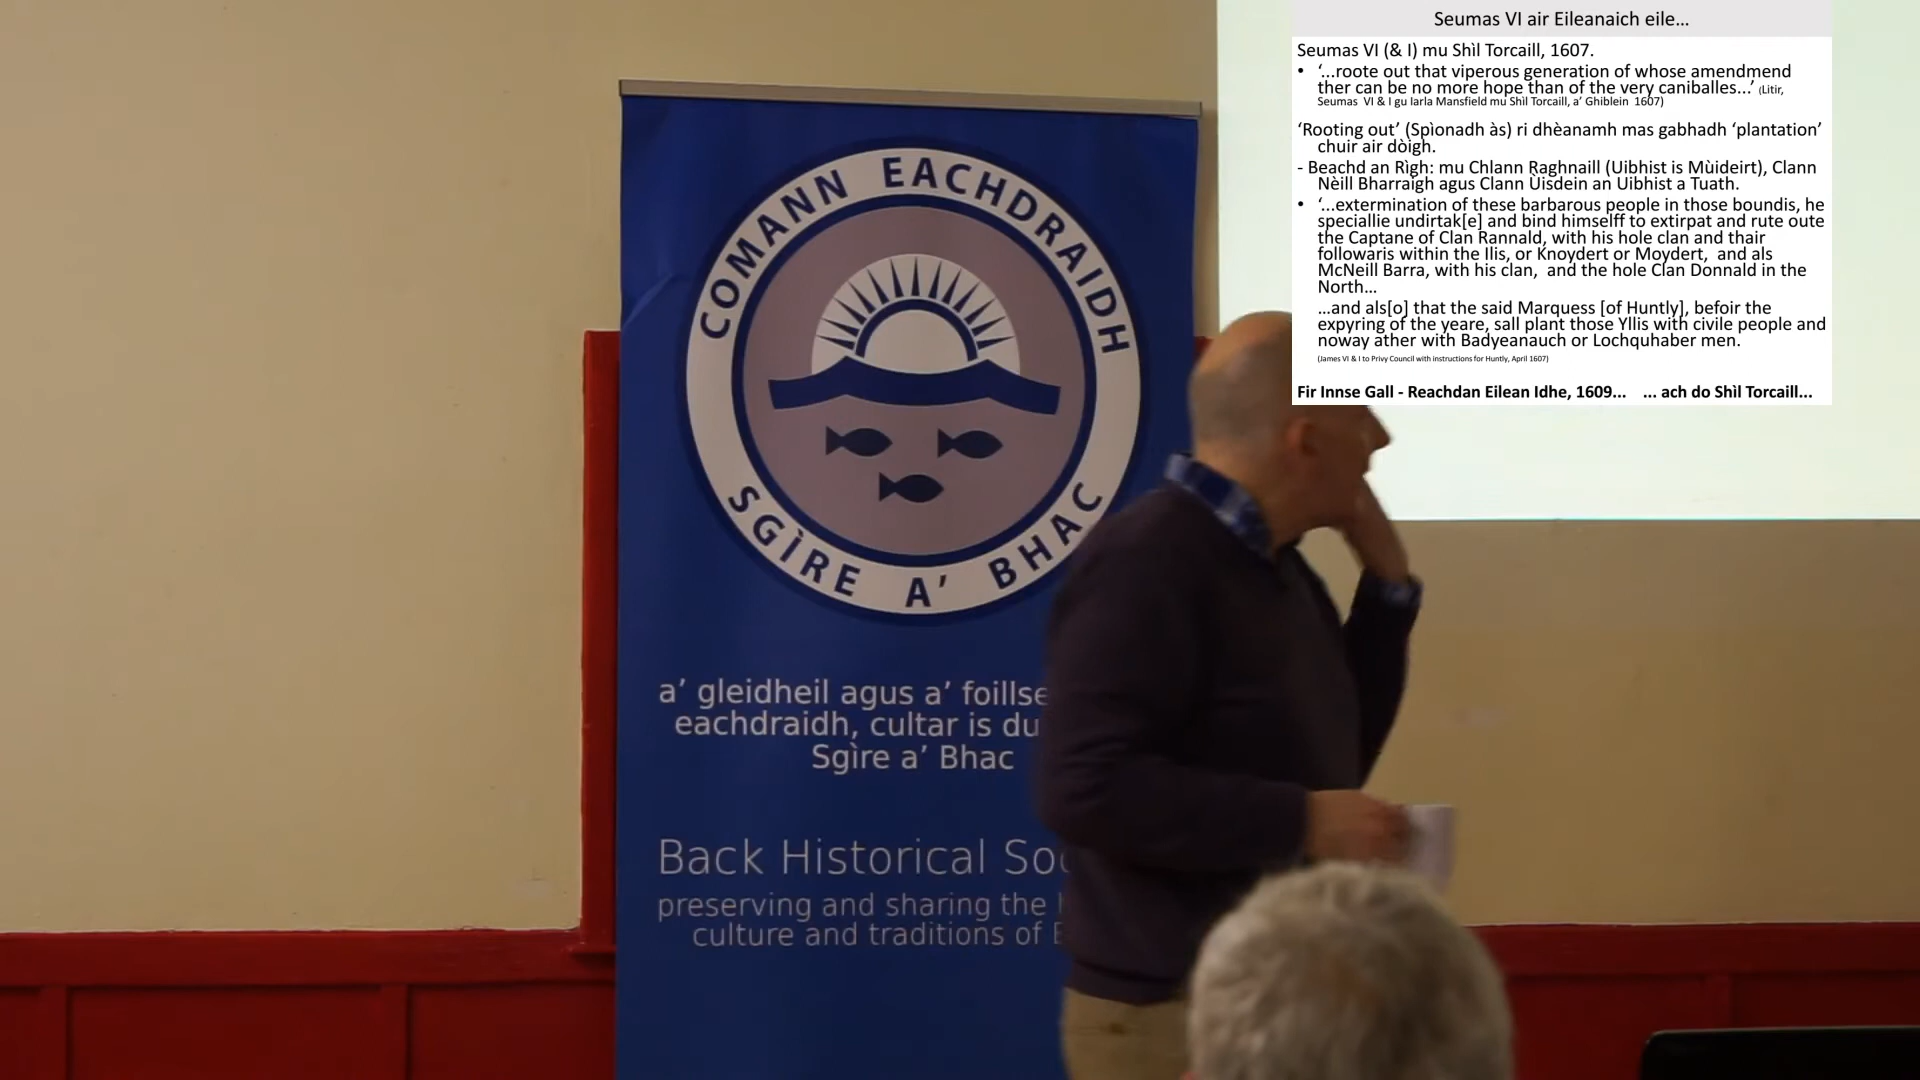 Seumas VI air Eileanaich eile...
Seumas VI (& I) mu Shìl Torcaill, 1607.
• ‘...roote out that viperous generation of whose amendmend
ther can be no more hope than of the very caniballes...’ (Litir,
Seumas VI & I gu Iarla Mansfield mu Shìl Torcaill, a’ Ghiblein 1607)
‘Rooting out’ (Spìonadh às) ri dhèanamh mas gabhadh ‘plantation’
chuir air dòigh.
- Beachd an Rìgh: mu Chlann Raghnaill (Uibhist is Mùideirt), Clann
Nèill Bharraigh agus Clann Ùisdein an Uibhist a Tuath.
• ‘...extermination of these barbarous people in those boundis, he
speciallie undirtak[e] and bind himselff to extirpat and rute oute
the Captane of Clan Rannald, with his hole clan and thair
followaris within the Ilis, or Knoydert or Moydert, and als
McNeill Barra, with his clan, and the hole Clan Donnald in the
North...
...and als[o] that the said Marquess [of Huntly], befoir the
expyring of the yeare, sall plant those Yllis with civile people and
noway ather with Badyeanauch or Lochquhaber men.
(James VI & I to Privy Council with instructions for Huntly, April 1607)
Fir Innse Gall - Reachdan Eilean Idhe, 1609... ... ach do Shìl Torcaill...
COMANN EACHDRAIDH
SGÌRE A’ BHAC
a’ gleidheil agus a’ foillse
eachdraidh, cultar is du
Sgìre a’ Bhac
Back Historical Soc
preserving and sharing the
culture and traditions of